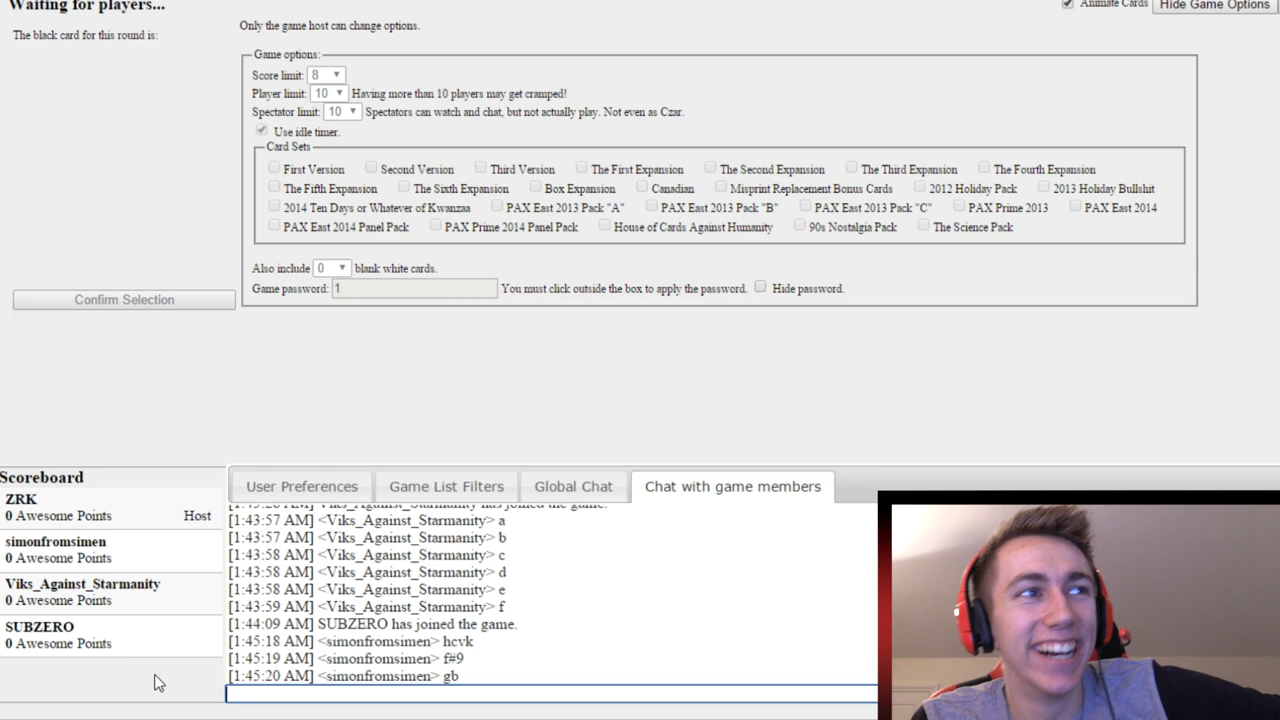 Waiting for players...
Animate Cards
Hide Game Options
The black card for this round is:
Only the game host can change options.
Game options:
Score limit: 8
Player limit: 10 Having more than 10 players may get cramped!
Spectator limit: 10 Spectators can watch and chat, but not actually play. Not even as Czar.
Use idle timer.
Card Sets
First Version Second Version Third Version The First Expansion The Second Expansion The Third Expansion The Fourth Expansion
The Fifth Expansion The Sixth Expansion Box Expansion Canadian Misprint Replacement Bonus Cards 2012 Holiday Pack 2013 Holiday Bullshit
2014 Ten Days or Whatever of Kwanzaa PAX East 2013 Pack "A" PAX East 2013 Pack "B" PAX East 2013 Pack "C" PAX Prime 2013 PAX East 2014
PAX East 2014 Panel Pack PAX Prime 2014 Panel Pack House of Cards Against Humanity 90s Nostalgia Pack The Science Pack
Also include 0 blank white cards.
Game password: 1 You must click outside the box to apply the password. Hide password.
Confirm Selection
Scoreboard
ZRK
0 Awesome Points Host
simonfromsimen
0 Awesome Points
Viks_Against_Starmanity
0 Awesome Points
SUBZERO
0 Awesome Points
User Preferences Game List Filters Global Chat Chat with game members
Viks_Against_Starmanity has joined the game.
[1:43:57 AM] <Viks_Against_Starmanity> a
[1:43:57 AM] <Viks_Against_Starmanity> b
[1:43:58 AM] <Viks_Against_Starmanity> c
[1:43:58 AM] <Viks_Against_Starmanity> d
[1:43:58 AM] <Viks_Against_Starmanity> e
[1:43:59 AM] <Viks_Against_Starmanity> f
[1:44:09 AM] SUBZERO has joined the game.
[1:45:18 AM] <simonfromsimen> hcvk
[1:45:19 AM] <simonfromsimen> f#9
[1:45:20 AM] <simonfromsimen> gb